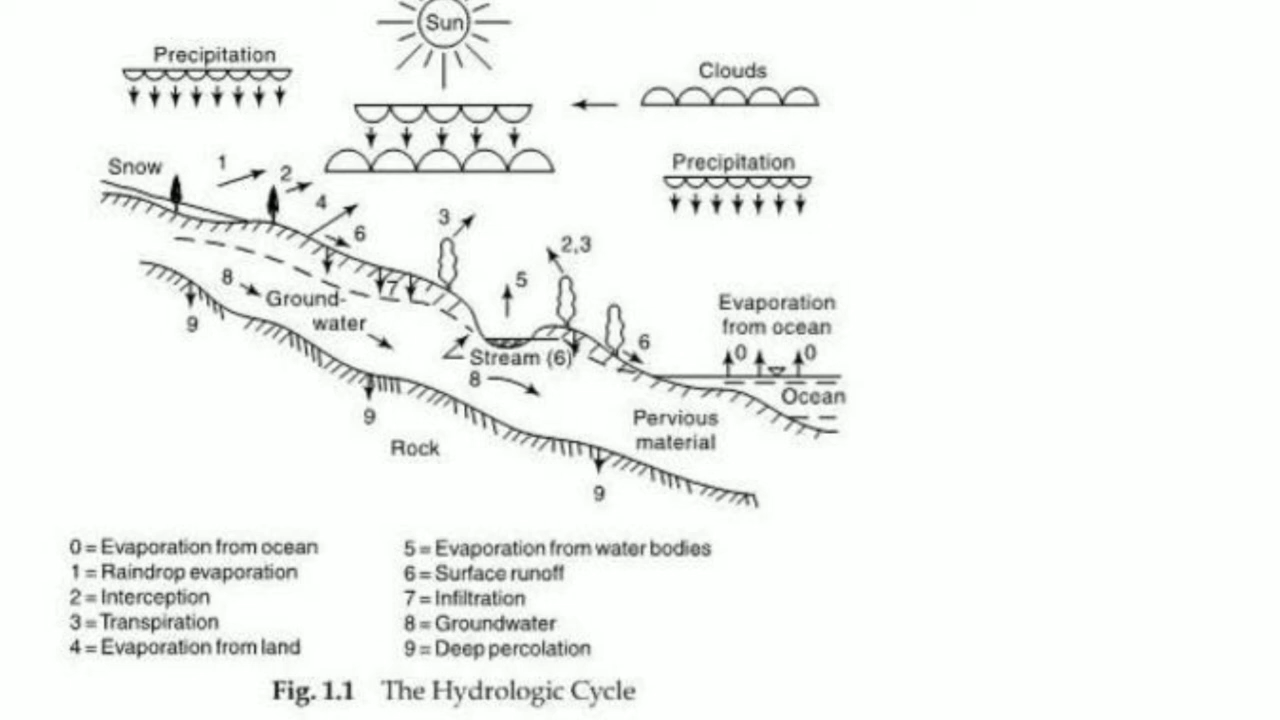 Sun
Precipitation
Clouds
Precipitation
Snow
1
2
4
6
3
2,3
5
8
7
Ground-
water
9
Evaporation
from ocean
6
0
0
Stream (6)
8
Ocean
9
Pervious
material
Rock
9
0 = Evaporation from ocean
1 = Raindrop evaporation
2 = Interception
3 = Transpiration
4 = Evaporation from land
5 = Evaporation from water bodies
6 = Surface runoff
7 = Infiltration
8 = Groundwater
9 = Deep percolation
Fig. 1.1 The Hydrologic Cycle